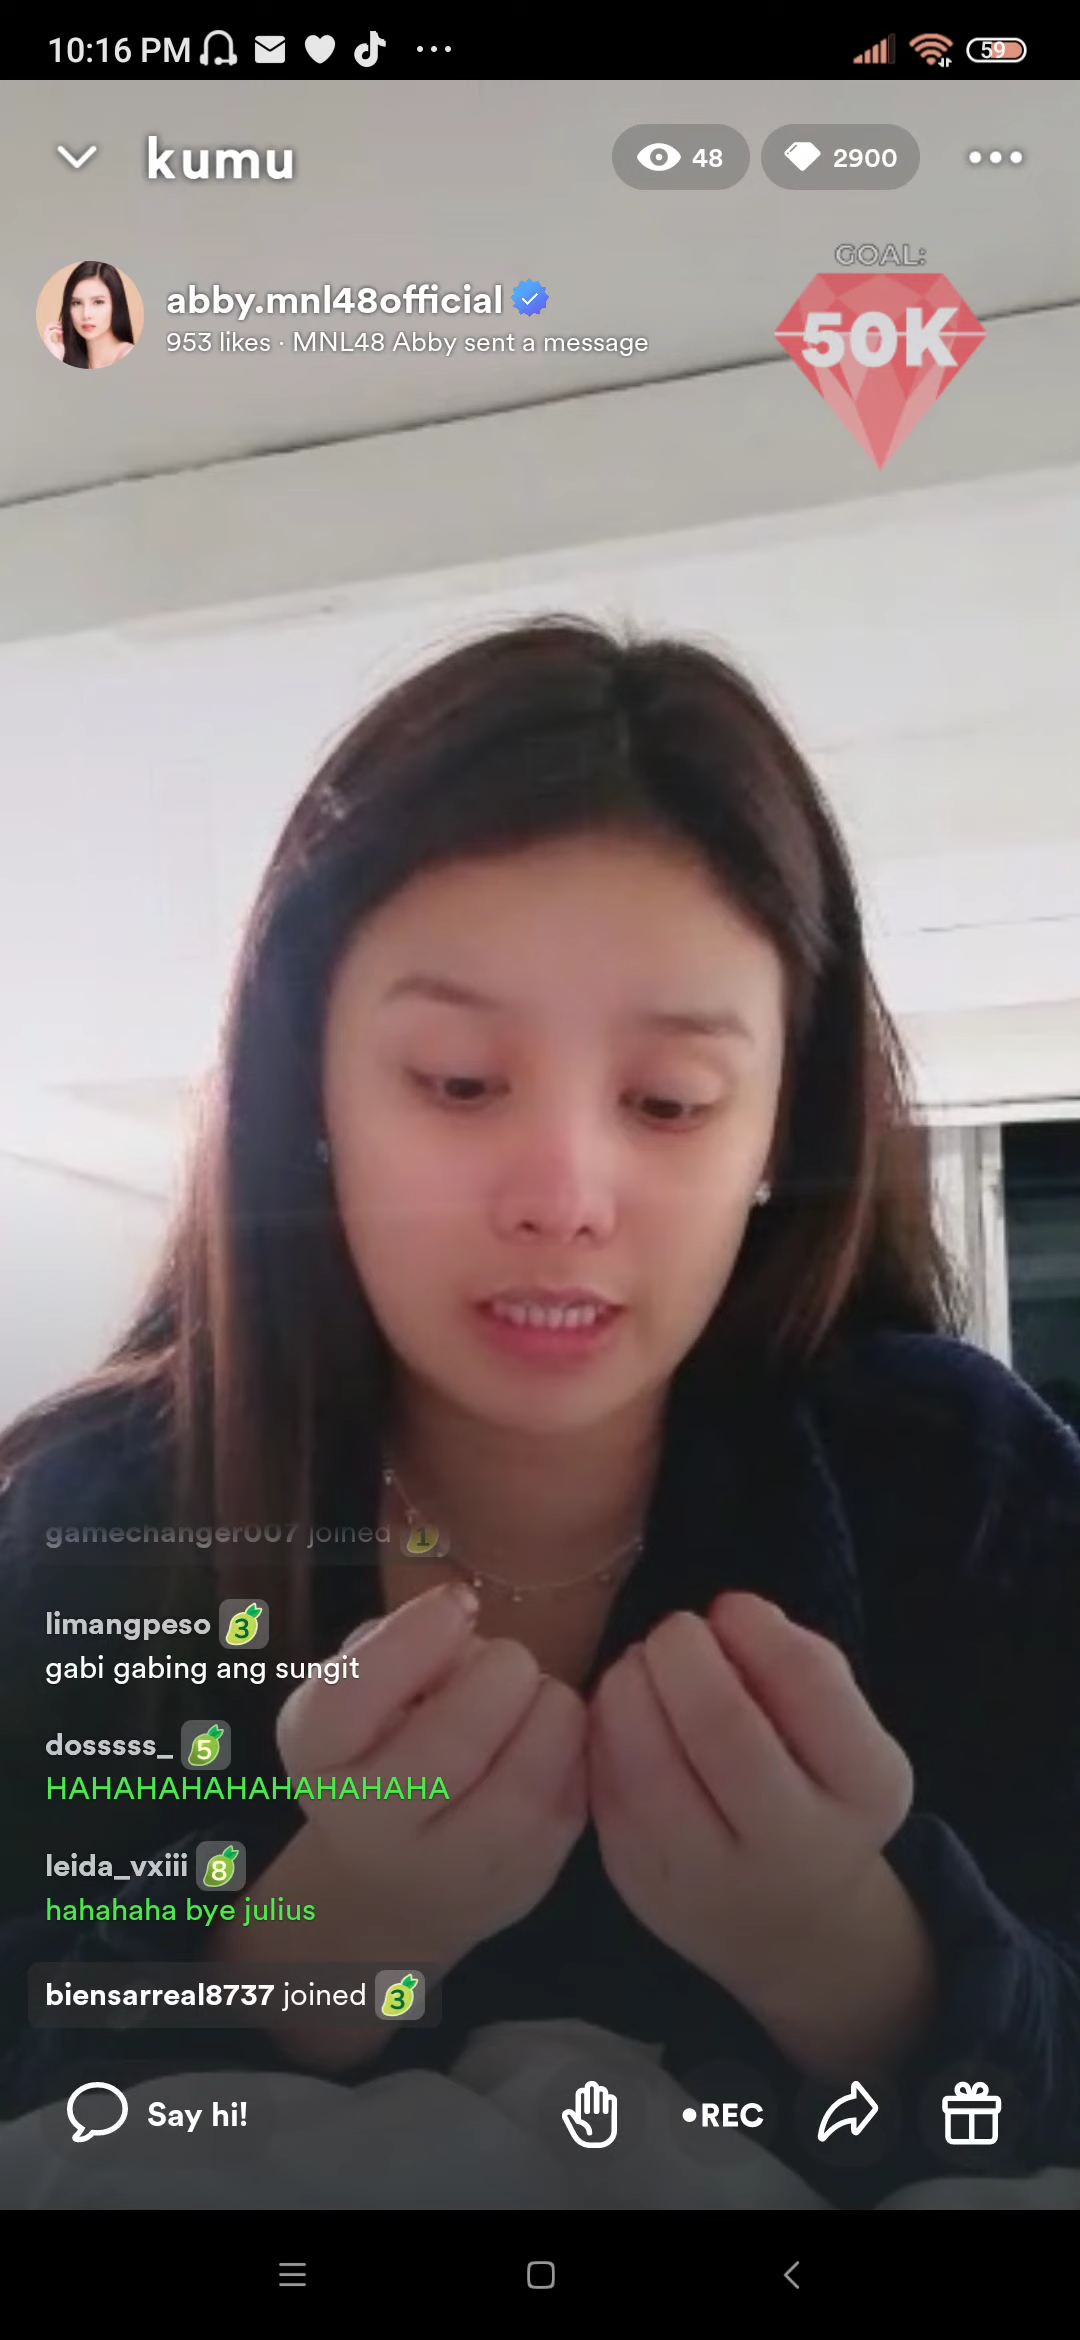 10:16 PM
59
kumu
48
2900
GOAL:
50K
abby.mnl48official
953 likes · MNL48 Abby sent a message
gamechanger007 joined 1
limangpeso 3
gabi gabing ang sungit
dosssss_ 5
HAHAHAHAHAHAHAHAHA
leida_vxiii 8
hahahaha bye julius
biensarreal8737 joined 3
Say hi!
•REC